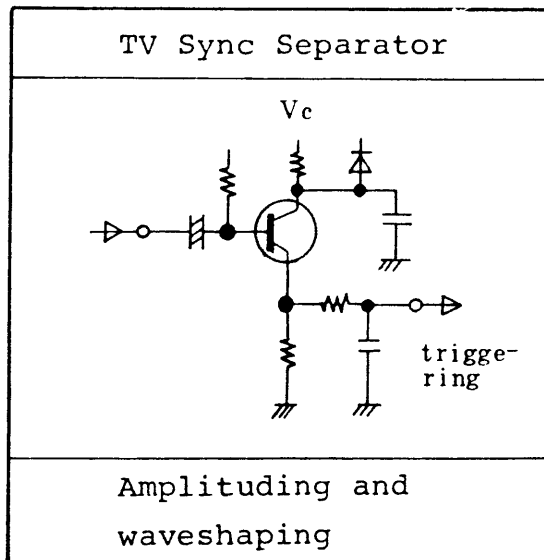 TV Sync Separator
Vc
trigge-
ring
Amplituding and
waveshaping